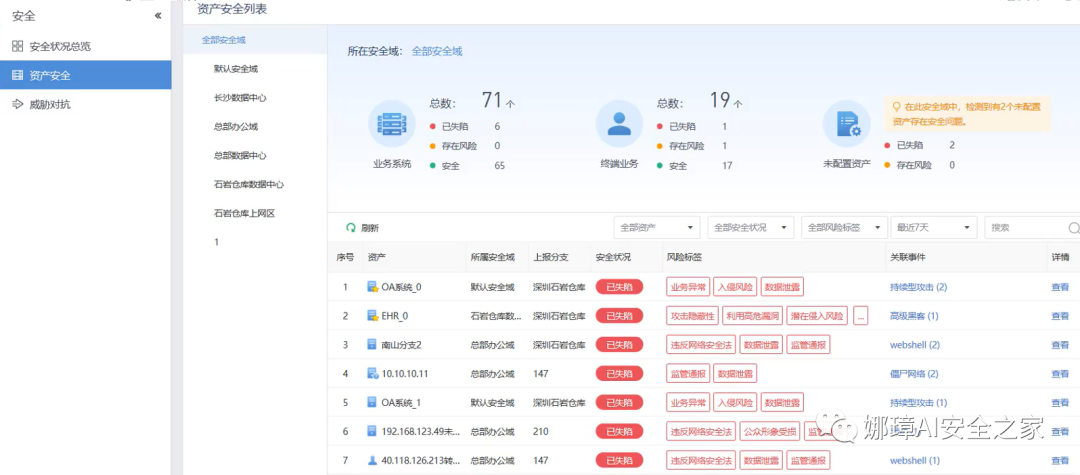 安全
«
安全状况总览
资产安全
威胁对抗
资产安全列表
全部安全域
默认安全域
长沙数据中心
总部办公域
总部数据中心
石岩仓库数据中心
石岩仓库上网区
1
所在安全域： 全部安全域
总数： 71 个
已失陷 6
存在风险 0
安全 65
业务系统
总数： 19 个
已失陷 1
存在风险 1
安全 17
终端业务
在此安全域中，检测到有2个未配置
资产存在安全问题。
已失陷 2
存在风险 0
未配置资产
刷新 全部资产 全部安全状况 全部风险标签 最近7天 搜索
序号 资产 所属安全域 上报分支 安全状况 风险标签 关联事件 详情
1 OA系统_0 默认安全域 深圳石岩仓库 已失陷 业务异常 入侵风险 数据泄露 持续型攻击 (2) 查看
2 EHR_0 石岩仓库数... 深圳石岩仓库 已失陷 攻击隐蔽性 利用高危漏洞 潜在侵入风险 ... 高级黑客 (1) 查看
3 南山分支2 总部办公域 深圳石岩仓库 已失陷 违反网络安全法 数据泄露 监管通报 webshell (2) 查看
4 10.10.10.11 总部办公域 147 已失陷 监管通报 数据泄露 僵尸网络 (2) 查看
5 OA系统_1 默认安全域 深圳石岩仓库 已失陷 业务异常 入侵风险 数据泄露 持续型攻击 (1) 查看
6 192.168.123.49未... 总部办公域 210 已失陷 违反网络安全法 公众形象受损 查看
7 40.118.126.213转... 总部办公域 147 已失陷 违反网络安全法 数据泄露 监管通报 webshell (1) 查看
娜璋AI安全之家